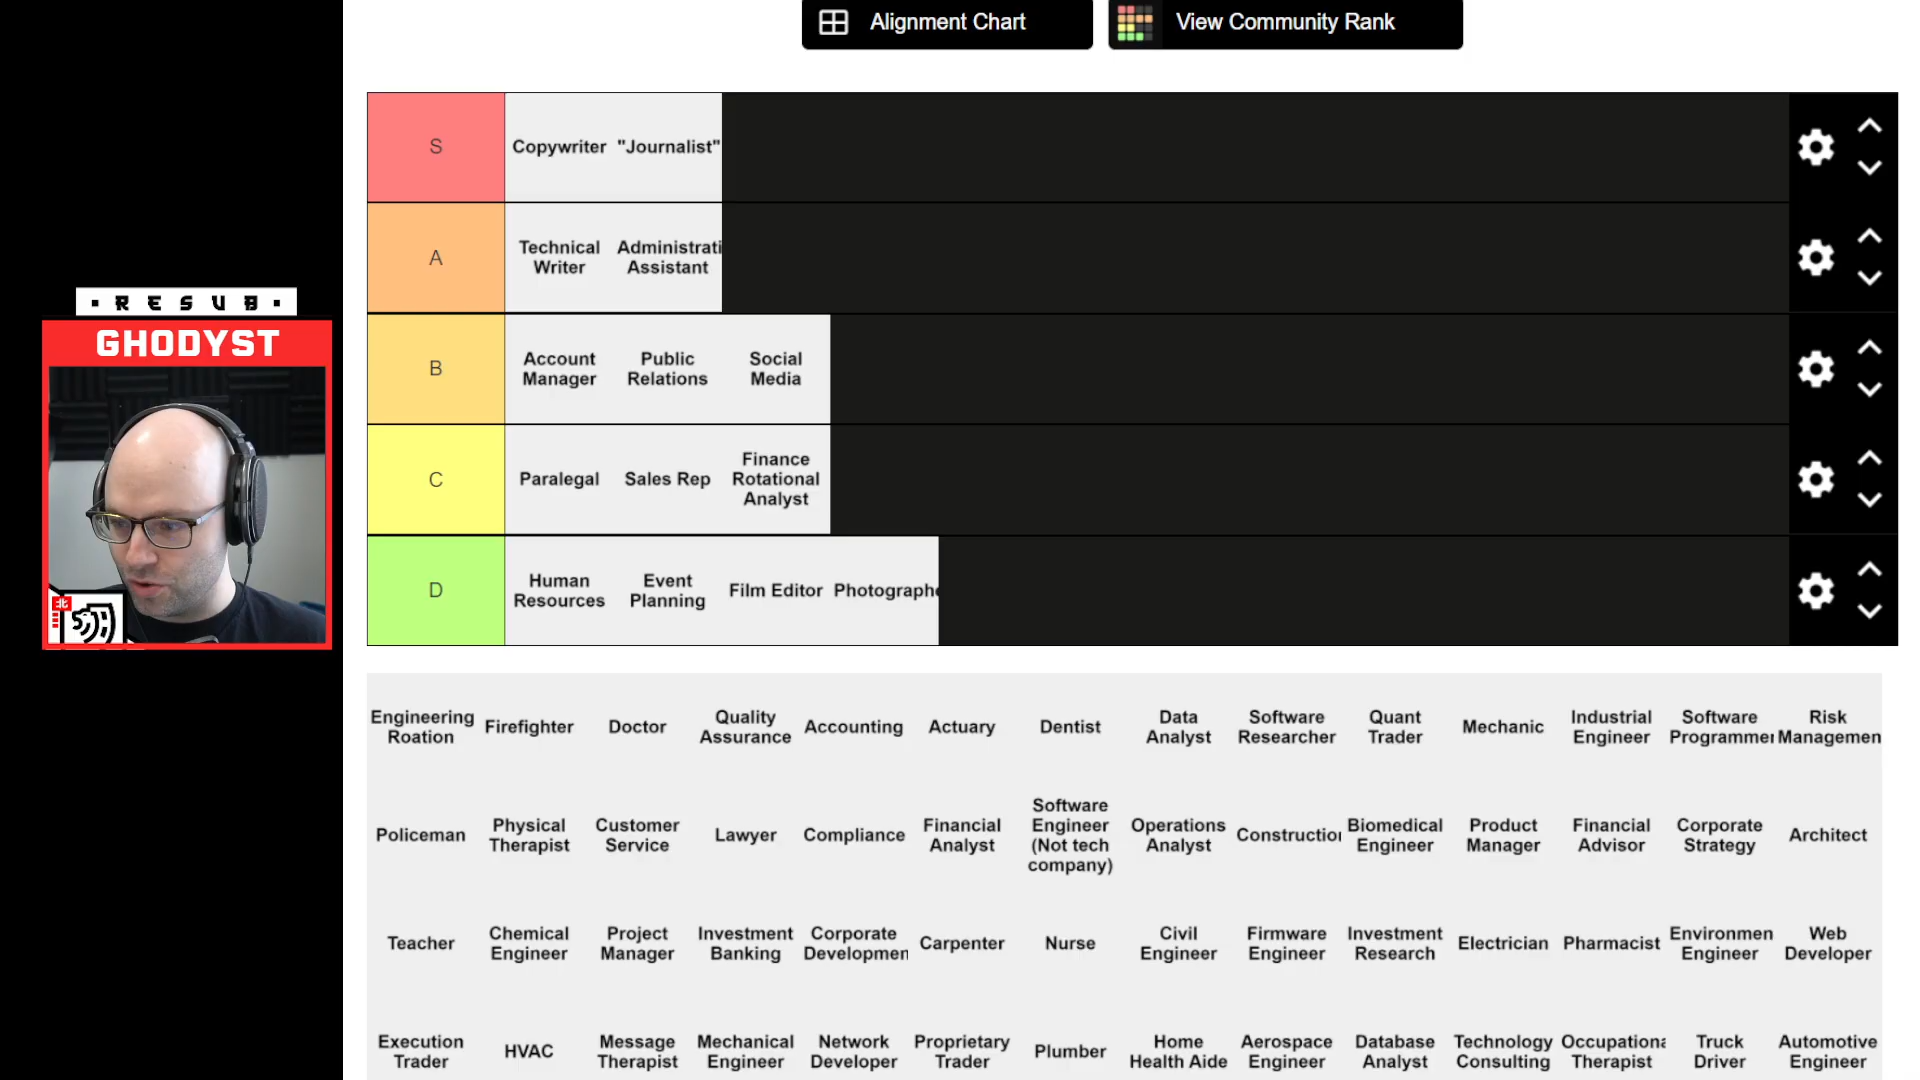 Alignment Chart
View Community Rank
S
Copywriter
"Journalist"
A
Technical
Writer
Administrati
Assistant
B
Account
Manager
Public
Relations
Social
Media
C
Paralegal
Sales Rep
Finance
Rotational
Analyst
D
Human
Resources
Event
Planning
Film Editor
Photographe
RESUB
GHODYST
Engineering
Roation
Firefighter
Doctor
Quality
Assurance
Accounting
Actuary
Dentist
Data
Analyst
Software
Researcher
Quant
Trader
Mechanic
Industrial
Engineer
Software
Programmer
Risk
Managemen
Policeman
Physical
Therapist
Customer
Service
Lawyer
Compliance
Financial
Analyst
Software
Engineer
(Not tech
company)
Operations
Analyst
Construction
Biomedical
Engineer
Product
Manager
Financial
Advisor
Corporate
Strategy
Architect
Teacher
Chemical
Engineer
Project
Manager
Investment
Banking
Corporate
Developmen
Carpenter
Nurse
Civil
Engineer
Firmware
Engineer
Investment
Research
Electrician
Pharmacist
Environmen
Engineer
Web
Developer
Execution
Trader
HVAC
Message
Therapist
Mechanical
Engineer
Network
Developer
Proprietary
Trader
Plumber
Home
Health Aide
Aerospace
Engineer
Database
Analyst
Technology
Consulting
Occupationa
Therapist
Truck
Driver
Automotive
Engineer